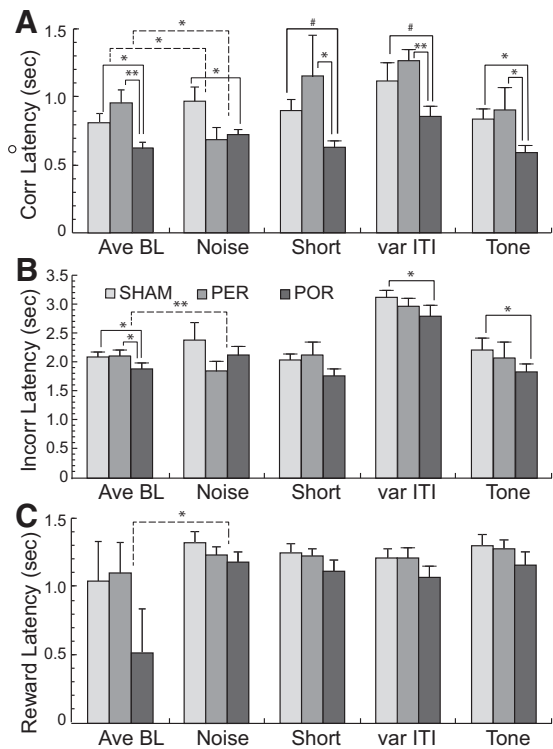 A
Corr Latency (sec)
1.5
1.0
0.5
0
* * * ** * # * # ** * *
Ave BL Noise Short var ITI Tone
B
Incorr Latency (sec)
3.5
3.0
2.5
2.0
1.5
1.0
0.5
0
SHAM PER POR
* ** * * *
Ave BL Noise Short var ITI Tone
C
Reward Latency (sec)
1.5
1.0
0.5
0
*
Ave BL Noise Short var ITI Tone